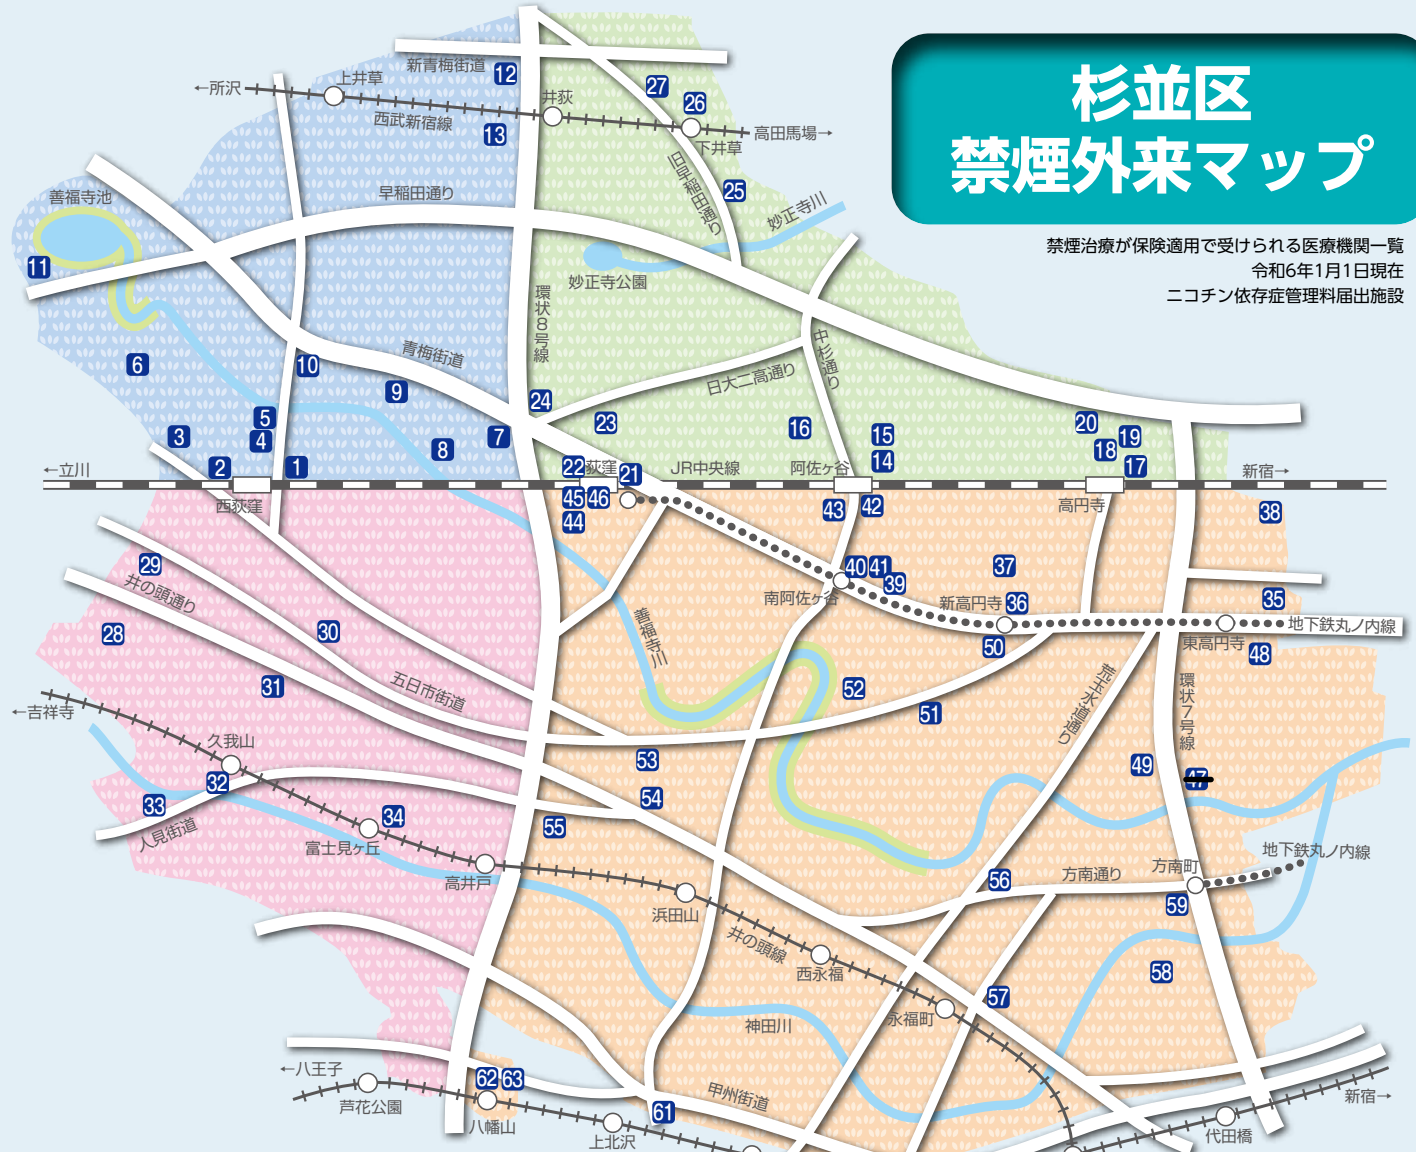 杉並区
禁煙外来マップ
禁煙治療が保険適用で受けられる医療機関一覧
令和6年1月1日現在
ニコチン依存症管理料届出施設
新青梅街道
12
27
26
←所沢
上井草
井荻
西武新宿線
13
高田馬場→
下井草
旧早稲田通り
25
善福寺池
早稲田通り
妙正寺川
11
妙正寺公園
環状8号線
6
10
青梅街道
中杉通り
日大二高通り
9
24
23
5
4
3
8
7
16
15
14
20
19
18
17
←立川
2
1
22
荻窪
21
JR中央線
阿佐ヶ谷
新宿→
西荻窪
45
46
44
43
42
高円寺
38
29
井の頭通り
40
41
39
37
南阿佐ヶ谷
新高円寺
36
35
地下鉄丸ノ内線
28
30
善福寺川
50
東高円寺
48
31
五日市街道
52
51
荒玉水道通り
環状7号線
←吉祥寺
久我山
32
33
53
54
49
47
人見街道
34
富士見ヶ丘
55
高井戸
地下鉄丸ノ内線
方南町
方南通り
56
59
浜田山
井の頭線
西永福
58
57
永福町
神田川
←八王子
芦花公園
62
63
八幡山
上北沢
61
甲州街道
新宿→
代田橋